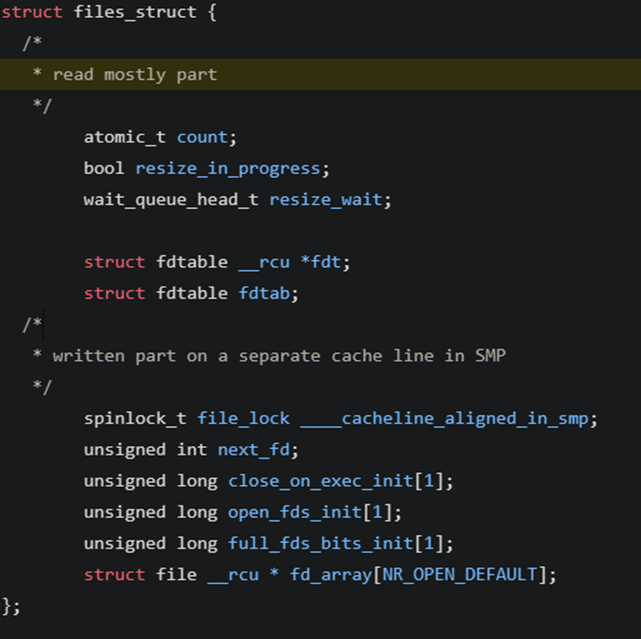 struct files_struct {
  /*
   * read mostly part
   */
        atomic_t count;
        bool resize_in_progress;
        wait_queue_head_t resize_wait;

        struct fdtable __rcu *fdt;
        struct fdtable fdtab;
  /*
   * written part on a separate cache line in SMP
   */
        spinlock_t file_lock ____cacheline_aligned_in_smp;
        unsigned int next_fd;
        unsigned long close_on_exec_init[1];
        unsigned long open_fds_init[1];
        unsigned long full_fds_bits_init[1];
        struct file __rcu * fd_array[NR_OPEN_DEFAULT];
};